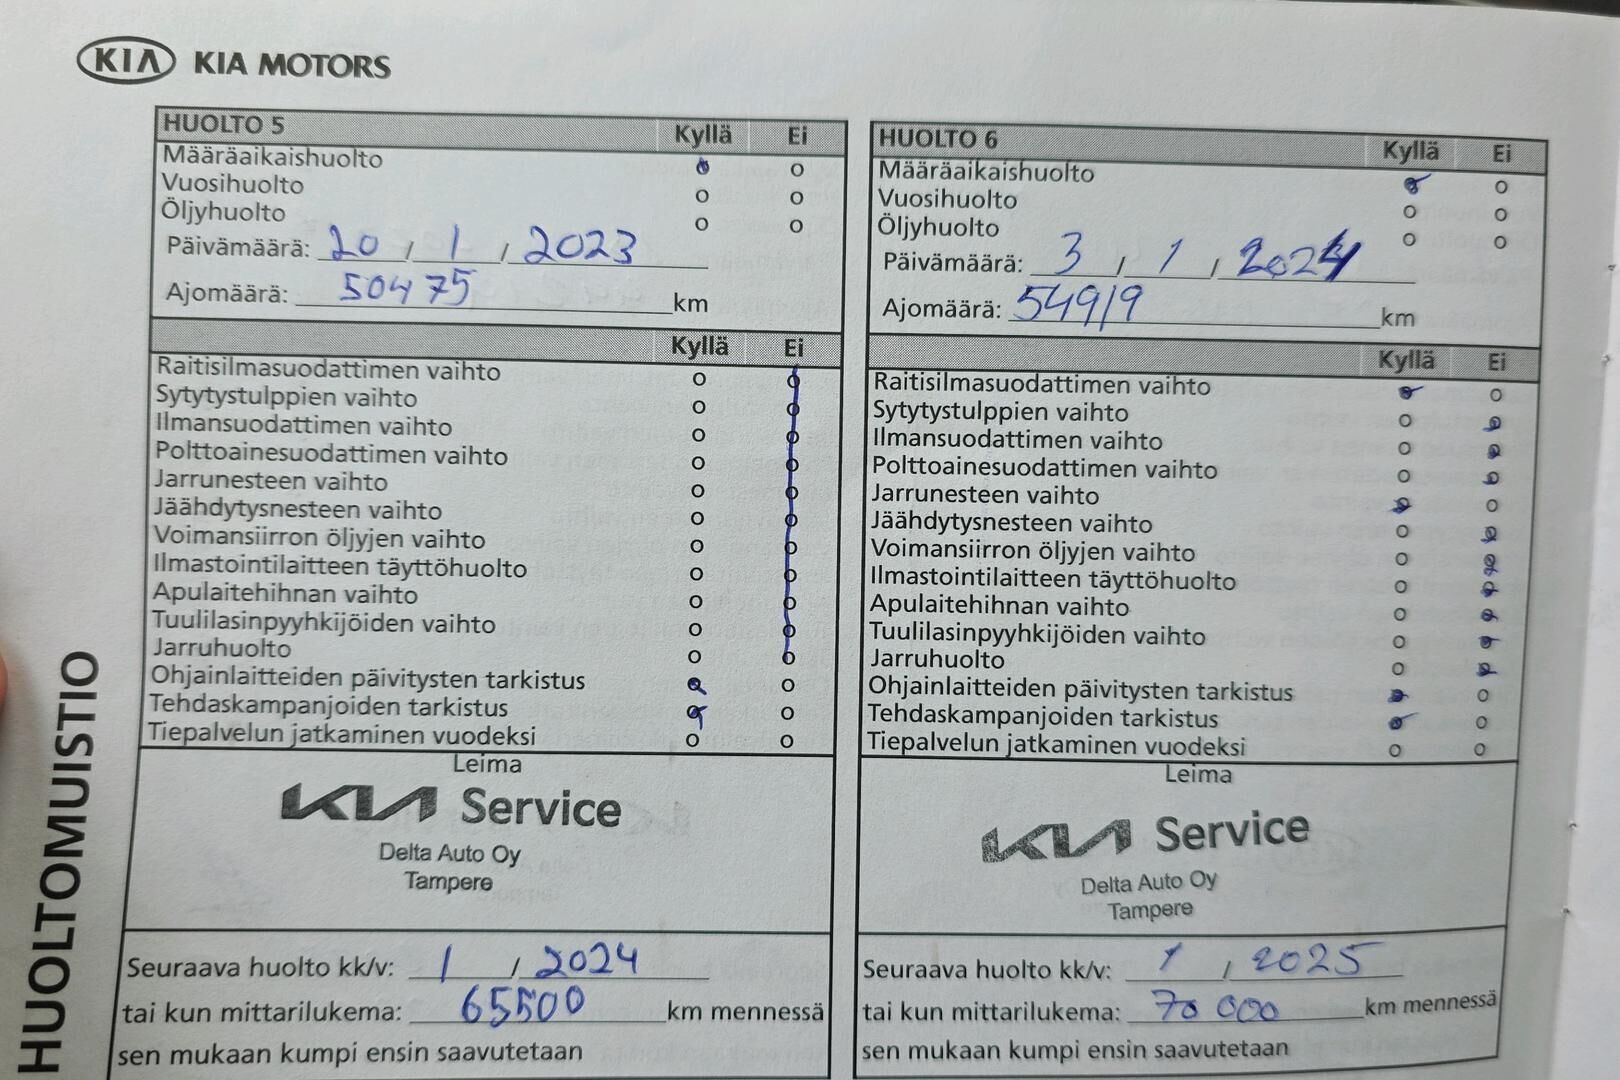 KIA KIA MOTORS
HUOLTO 5 Kyllä Ei
Määräaikaishuolto
Vuosihuolto
Öljyhuolto
Päivämäärä: 20 / 1 / 2023
Ajomäärä: 50475 km
Kyllä Ei
Raitisilmasuodattimen vaihto
Sytytystulppien vaihto
Ilmansuodattimen vaihto
Polttoainesuodattimen vaihto
Jarrunesteen vaihto
Jäähdytysnesteen vaihto
Voimansiirron öljyjen vaihto
Ilmastointilaitteen täyttöhuolto
Apulaitehihnan vaihto
Tuulilasinpyyhkijöiden vaihto
Jarruhuolto
Ohjainlaitteiden päivitysten tarkistus
Tehdaskampanjoiden tarkistus
Tiepalvelun jatkaminen vuodeksi
Leima
KIA Service
Delta Auto Oy
Tampere
Seuraava huolto kk/v: 1 / 2024
tai kun mittarilukema: 65500 km mennessä
sen mukaan kumpi ensin saavutetaan
HUOLTO 6 Kyllä Ei
Määräaikaishuolto
Vuosihuolto
Öljyhuolto
Päivämäärä: 3 / 1 / 2024
Ajomäärä: 54919 km
Kyllä Ei
Raitisilmasuodattimen vaihto
Sytytystulppien vaihto
Ilmansuodattimen vaihto
Polttoainesuodattimen vaihto
Jarrunesteen vaihto
Jäähdytysnesteen vaihto
Voimansiirron öljyjen vaihto
Ilmastointilaitteen täyttöhuolto
Apulaitehihnan vaihto
Tuulilasinpyyhkijöiden vaihto
Jarruhuolto
Ohjainlaitteiden päivitysten tarkistus
Tehdaskampanjoiden tarkistus
Tiepalvelun jatkaminen vuodeksi
Leima
KIA Service
Delta Auto Oy
Tampere
Seuraava huolto kk/v: 1 / 2025
tai kun mittarilukema: 70 000 km mennessä
sen mukaan kumpi ensin saavutetaan
HUOLTOMUISTIO